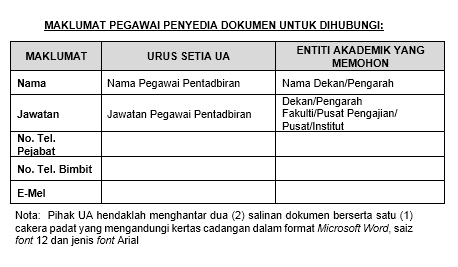 MAKLUMAT PEGAWAI PENYEDIA DOKUMEN UNTUK DIHUBUNGI:
MAKLUMAT URUS SETIA UA ENTITI AKADEMIK YANG
MEMOHON
Nama Nama Pegawai Pentadbiran Nama Dekan/Pengarah
Jawatan Jawatan Pegawai Pentadbiran Dekan/Pengarah
Fakulti/Pusat Pengajian/
Pusat/Institut
No. Tel.
Pejabat
No. Tel. Bimbit
E-Mel
Nota: Pihak UA hendaklah menghantar dua (2) salinan dokumen berserta satu (1)
cakera padat yang mengandungi kertas cadangan dalam format Microsoft Word, saiz
font 12 dan jenis font Arial